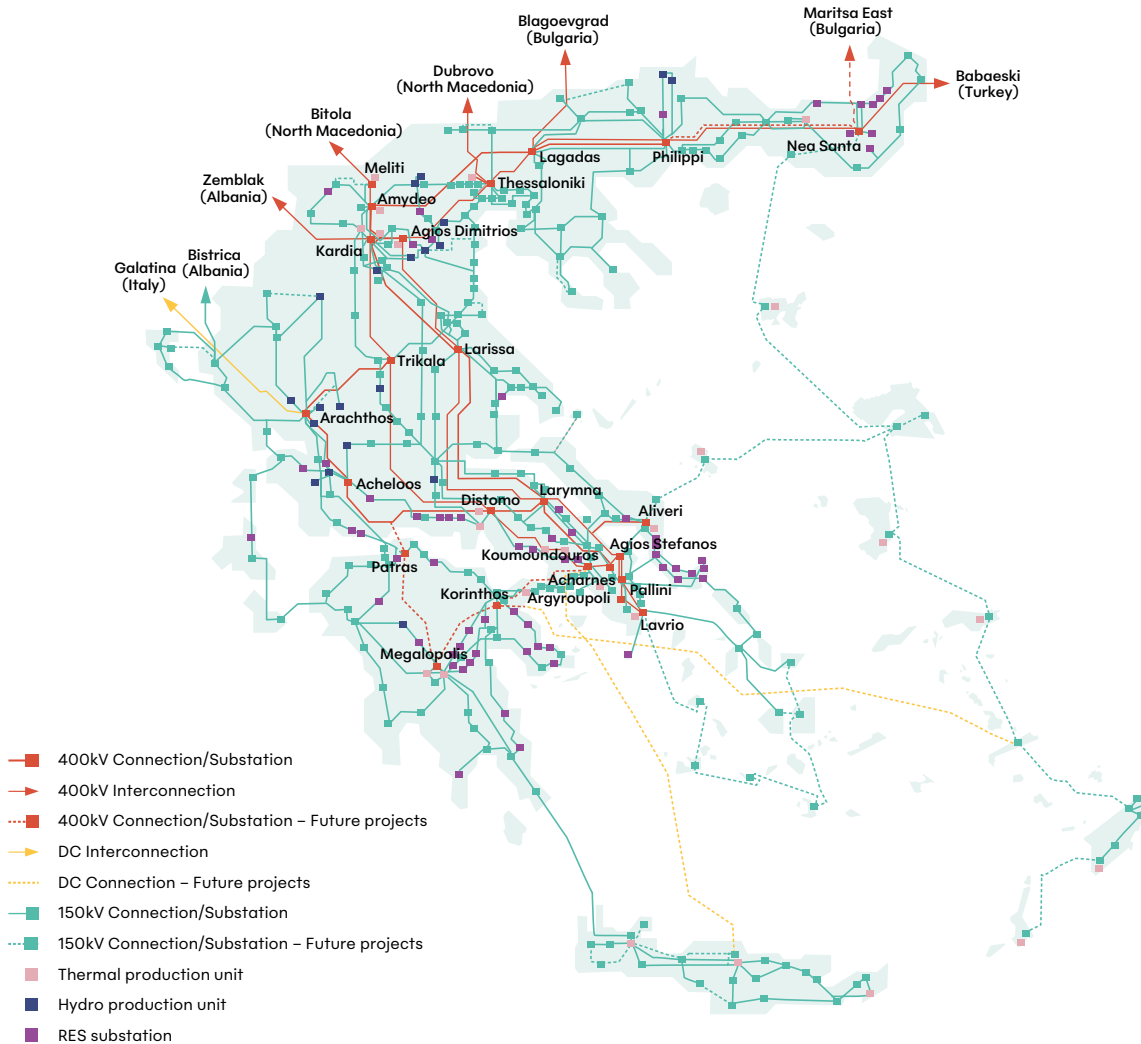 Maritsa East
(Bulgaria)
Blagoevgrad
(Bulgaria)
Dubrovo
(North Macedonia)
Babaeski
(Turkey)
Bitola
(North Macedonia)
Nea Santa
Lagadas
Philippi
Meliti
Zemblak
(Albania)
Thessaloniki
Amydeo
Agios Dimitrios
Kardia
Bistrica
(Albania)
Galatina
(Italy)
Larissa
Trikala
Arachthos
Acheloos
Larymna
Distomo
Aliveri
Agios Stefanos
Koumoundouros
Patras
Acharnes
Pallini
Korinthos
Argyroupoli
Lavrio
Megalopolis
400kV Connection/Substation
400kV Interconnection
400kV Connection/Substation – Future projects
DC Interconnection
DC Connection – Future projects
150kV Connection/Substation
150kV Connection/Substation – Future projects
Thermal production unit
Hydro production unit
RES substation